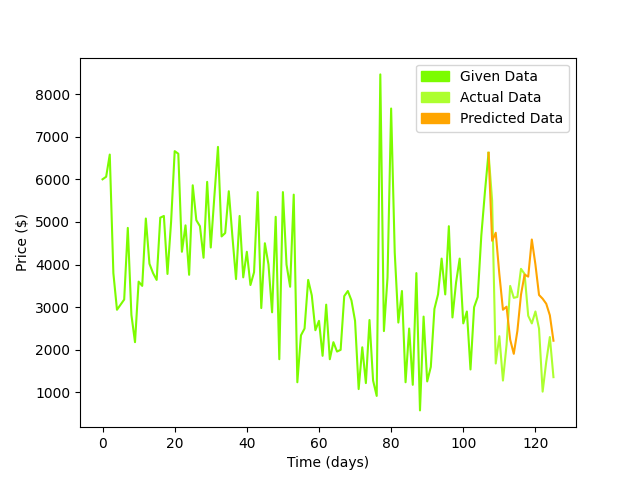 Given Data
Actual Data
Predicted Data
8000
7000
6000
5000
4000
3000
2000
1000
Price ($)
0 20 40 60 80 100 120
Time (days)